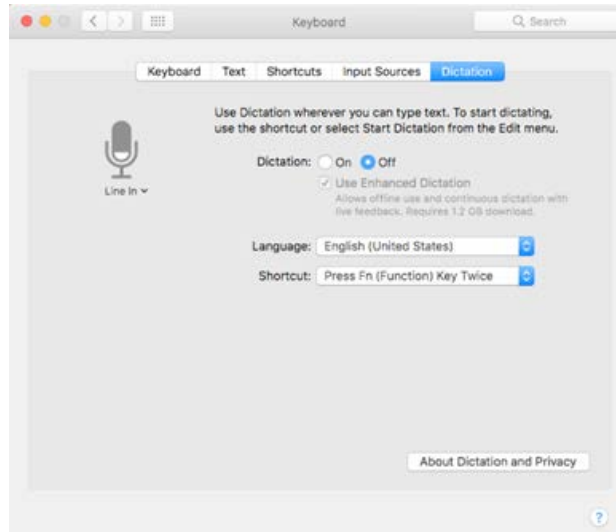 Keyboard
Search
Keyboard Text Shortcuts Input Sources Dictation
Use Dictation wherever you can type text. To start dictating,
use the shortcut or select Start Dictation from the Edit menu.
Line In
Dictation: On Off
Use Enhanced Dictation
Allows offline use and continuous dictation with
live feedback. Requires 1.2 GB download.
Language: English (United States)
Shortcut: Press Fn (Function) Key Twice
About Dictation and Privacy
?